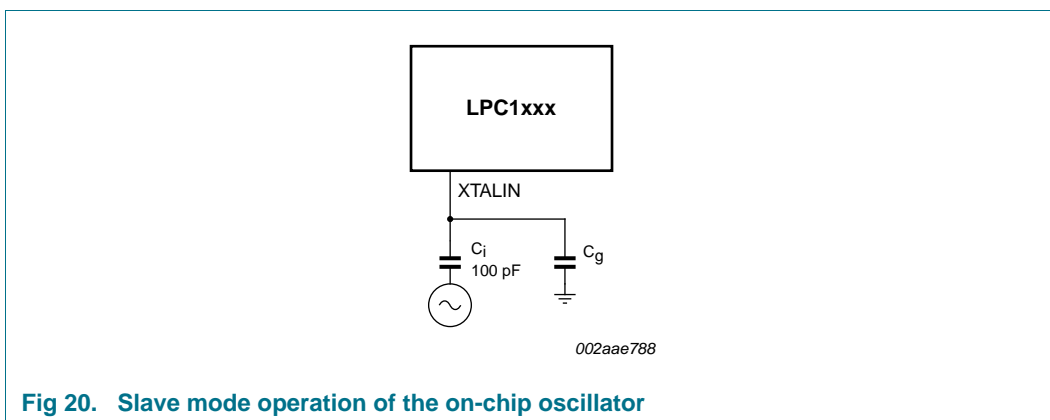 LPC1xxx
XTALIN
Ci
100 pF
Cg
002aae788
Fig 20. Slave mode operation of the on-chip oscillator